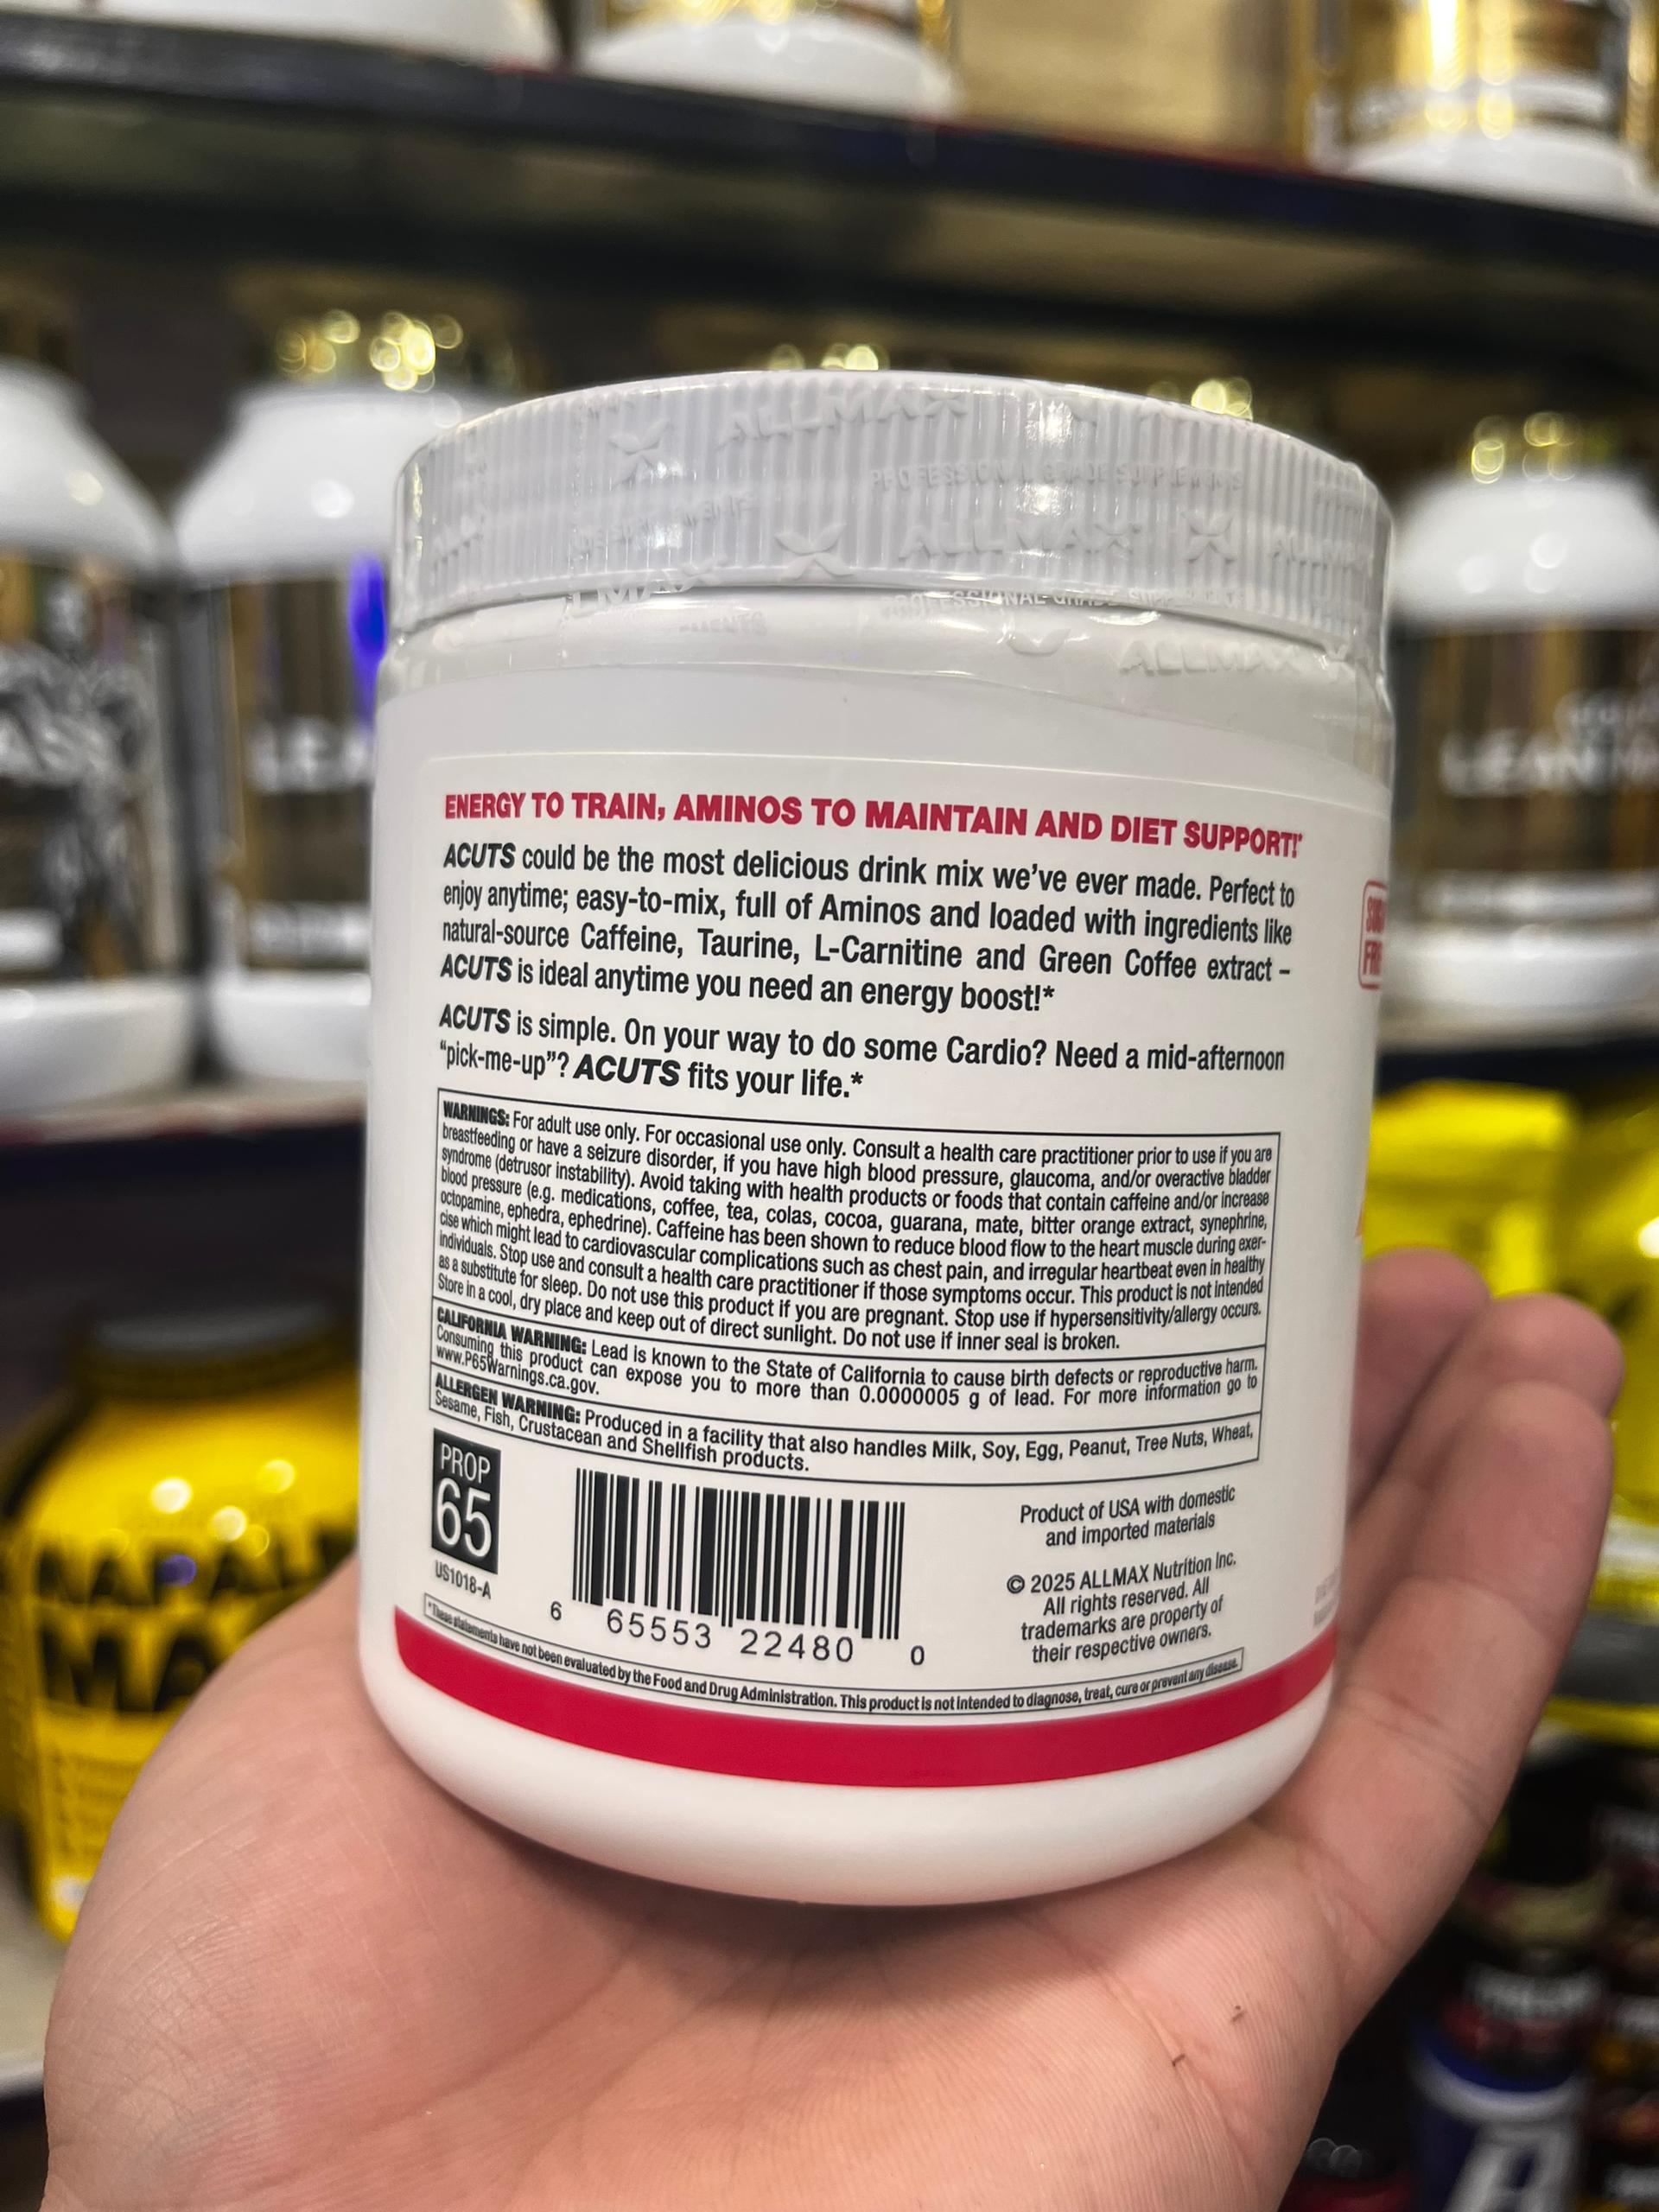 ALLMAX
PROFESSIONAL GRADE SUPPLEMENTS
ALLMAX
PROFESSIONAL-GRADE
ALLMAX
ENERGY TO TRAIN, AMINOS TO MAINTAIN AND DIET SUPPORT!*
ACUTS could be the most delicious drink mix we've ever made. Perfect to
enjoy anytime; easy-to-mix, full of Aminos and loaded with ingredients like
natural-source Caffeine, Taurine, L-Carnitine and Green Coffee extract –
ACUTS is ideal anytime you need an energy boost!*
ACUTS is simple. On your way to do some Cardio? Need a mid-afternoon
"pick-me-up"? ACUTS fits your life.*
WARNINGS: For adult use only. For occasional use only. Consult a health care practitioner prior to use if you are
breastfeeding or have a seizure disorder, if you have high blood pressure, glaucoma, and/or overactive bladder
syndrome (detrusor instability). Avoid taking with health products or foods that contain caffeine and/or increase
blood pressure (e.g. medications, coffee, tea, colas, cocoa, guarana, mate, bitter orange extract, synephrine,
octopamine, ephedra, ephedrine). Caffeine has been shown to reduce blood flow to the heart muscle during exer-
cise which might lead to cardiovascular complications such as chest pain, and irregular heartbeat even in healthy
individuals. Stop use and consult a health care practitioner if those symptoms occur. This product is not intended
as a substitute for sleep. Do not use this product if you are pregnant. Stop use if hypersensitivity/allergy occurs.
Store in a cool, dry place and keep out of direct sunlight. Do not use if inner seal is broken.
CALIFORNIA WARNING: Lead is known to the State of California to cause birth defects or reproductive harm.
Consuming this product can expose you to more than 0.0000005 g of lead. For more information go to
www.P65Warnings.ca.gov.
ALLERGEN WARNING: Produced in a facility that also handles Milk, Soy, Egg, Peanut, Tree Nuts, Wheat,
Sesame, Fish, Crustacean and Shellfish products.
PROP
65
US1018-A
6 65553 22480 0
Product of USA with domestic
and imported materials
© 2025 ALLMAX Nutrition Inc.
All rights reserved. All
trademarks are property of
their respective owners.
*These statements have not been evaluated by the Food and Drug Administration. This product is not intended to diagnose, treat, cure or prevent any disease.